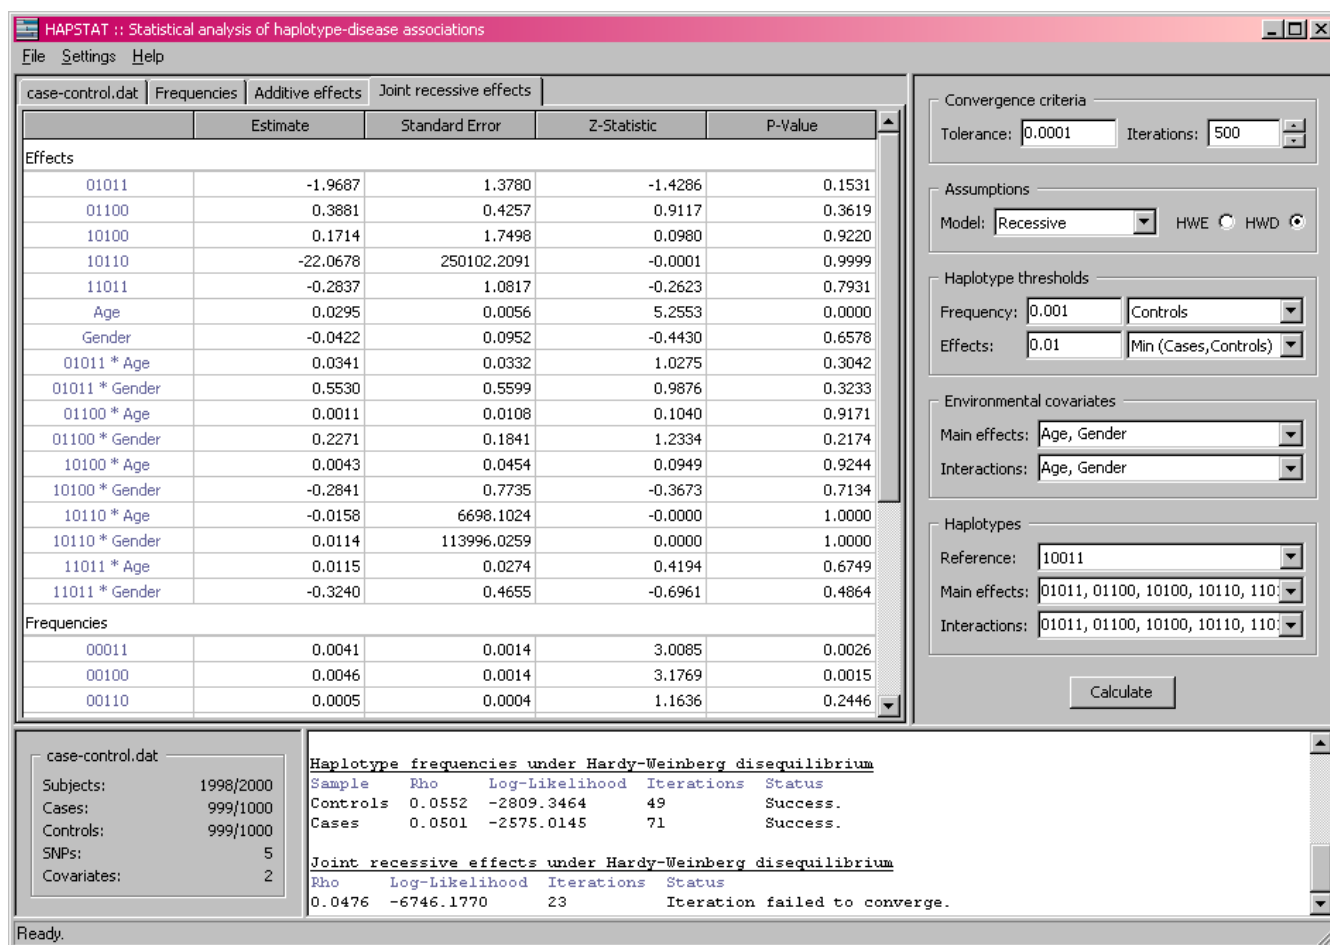 HAPSTAT :: Statistical analysis of haplotype-disease associations
File Settings Help
case-control.dat Frequencies Additive effects Joint recessive effects
Estimate Standard Error Z-Statistic P-Value
Effects
01011 -1.9687 1.3780 -1.4286 0.1531
01100 0.3881 0.4257 0.9117 0.3619
10100 0.1714 1.7498 0.0980 0.9220
10110 -22.0678 250102.2091 -0.0001 0.9999
11011 -0.2837 1.0817 -0.2623 0.7931
Age 0.0295 0.0056 5.2553 0.0000
Gender -0.0422 0.0952 -0.4430 0.6578
01011 * Age 0.0341 0.0332 1.0275 0.3042
01011 * Gender 0.5530 0.5599 0.9876 0.3233
01100 * Age 0.0011 0.0108 0.1040 0.9171
01100 * Gender 0.2271 0.1841 1.2334 0.2174
10100 * Age 0.0043 0.0454 0.0949 0.9244
10100 * Gender -0.2841 0.7735 -0.3673 0.7134
10110 * Age -0.0158 6698.1024 -0.0000 1.0000
10110 * Gender 0.0114 113996.0259 0.0000 1.0000
11011 * Age 0.0115 0.0274 0.4194 0.6749
11011 * Gender -0.3240 0.4655 -0.6961 0.4864
Frequencies
00011 0.0041 0.0014 3.0085 0.0026
00100 0.0046 0.0014 3.1769 0.0015
00110 0.0005 0.0004 1.1636 0.2446
Convergence criteria
Tolerance: 0.0001 Iterations: 500
Assumptions
Model: Recessive HWE HWD
Haplotype thresholds
Frequency: 0.001 Controls
Effects: 0.01 Min (Cases,Controls)
Environmental covariates
Main effects: Age, Gender
Interactions: Age, Gender
Haplotypes
Reference: 10011
Main effects: 01011, 01100, 10100, 10110, 110
Interactions: 01011, 01100, 10100, 10110, 110
Calculate
case-control.dat
Subjects: 1998/2000
Cases: 999/1000
Controls: 999/1000
SNPs: 5
Covariates: 2
Haplotype frequencies under Hardy-Weinberg disequilibrium
Sample Rho Log-Likelihood Iterations Status
Controls 0.0552 -2809.3464 49 Success.
Cases 0.0501 -2575.0145 71 Success.
Joint recessive effects under Hardy-Weinberg disequilibrium
Rho Log-Likelihood Iterations Status
0.0476 -6746.1770 23 Iteration failed to converge.
Ready.